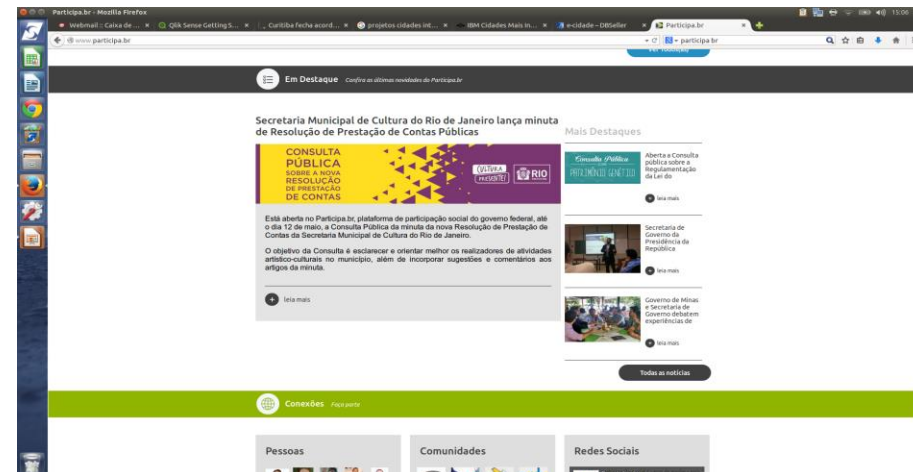 Participa.br - Mozilla Firefox
15:06
Webmail :: Caixa de ...
Qlik Sense Getting S...
Curitiba fecha acord...
projetos cidades int...
IBM Cidades Mais In...
e-cidade - DBSeller
Participa.br
www.participa.br
participa br
Em Destaque Confira as últimas novidades do Participa.br
Secretaria Municipal de Cultura do Rio de Janeiro lança minuta
de Resolução de Prestação de Contas Públicas
CONSULTA
PÚBLICA
SOBRE A NOVA
RESOLUÇÃO
DE PRESTAÇÃO
DE CONTAS
CULTURA
PRESENTE!
RIO
Está aberta no Participa.br, plataforma de participação social do governo federal, até
o dia 12 de maio, a Consulta Pública da minuta da nova Resolução de Prestação de
Contas da Secretaria Municipal de Cultura do Rio de Janeiro.
O objetivo da Consulta é esclarecer e orientar melhor os realizadores de atividades
artístico-culturais no município, além de incorporar sugestões e comentários aos
artigos da minuta.
leia mais
Mais Destaques
Consulta Pública
PATRIMÔNIO GENÉTICO
Aberta a Consulta
pública sobre a
Regulamentação
da Lei do
leia mais
Secretaria de
Governo da
Presidência da
República
leia mais
Governo de Minas
e Secretaria de
Governo debatem
experiências de
leia mais
Todas as notícias
Conexões Faça parte
Pessoas
Comunidades
Redes Sociais